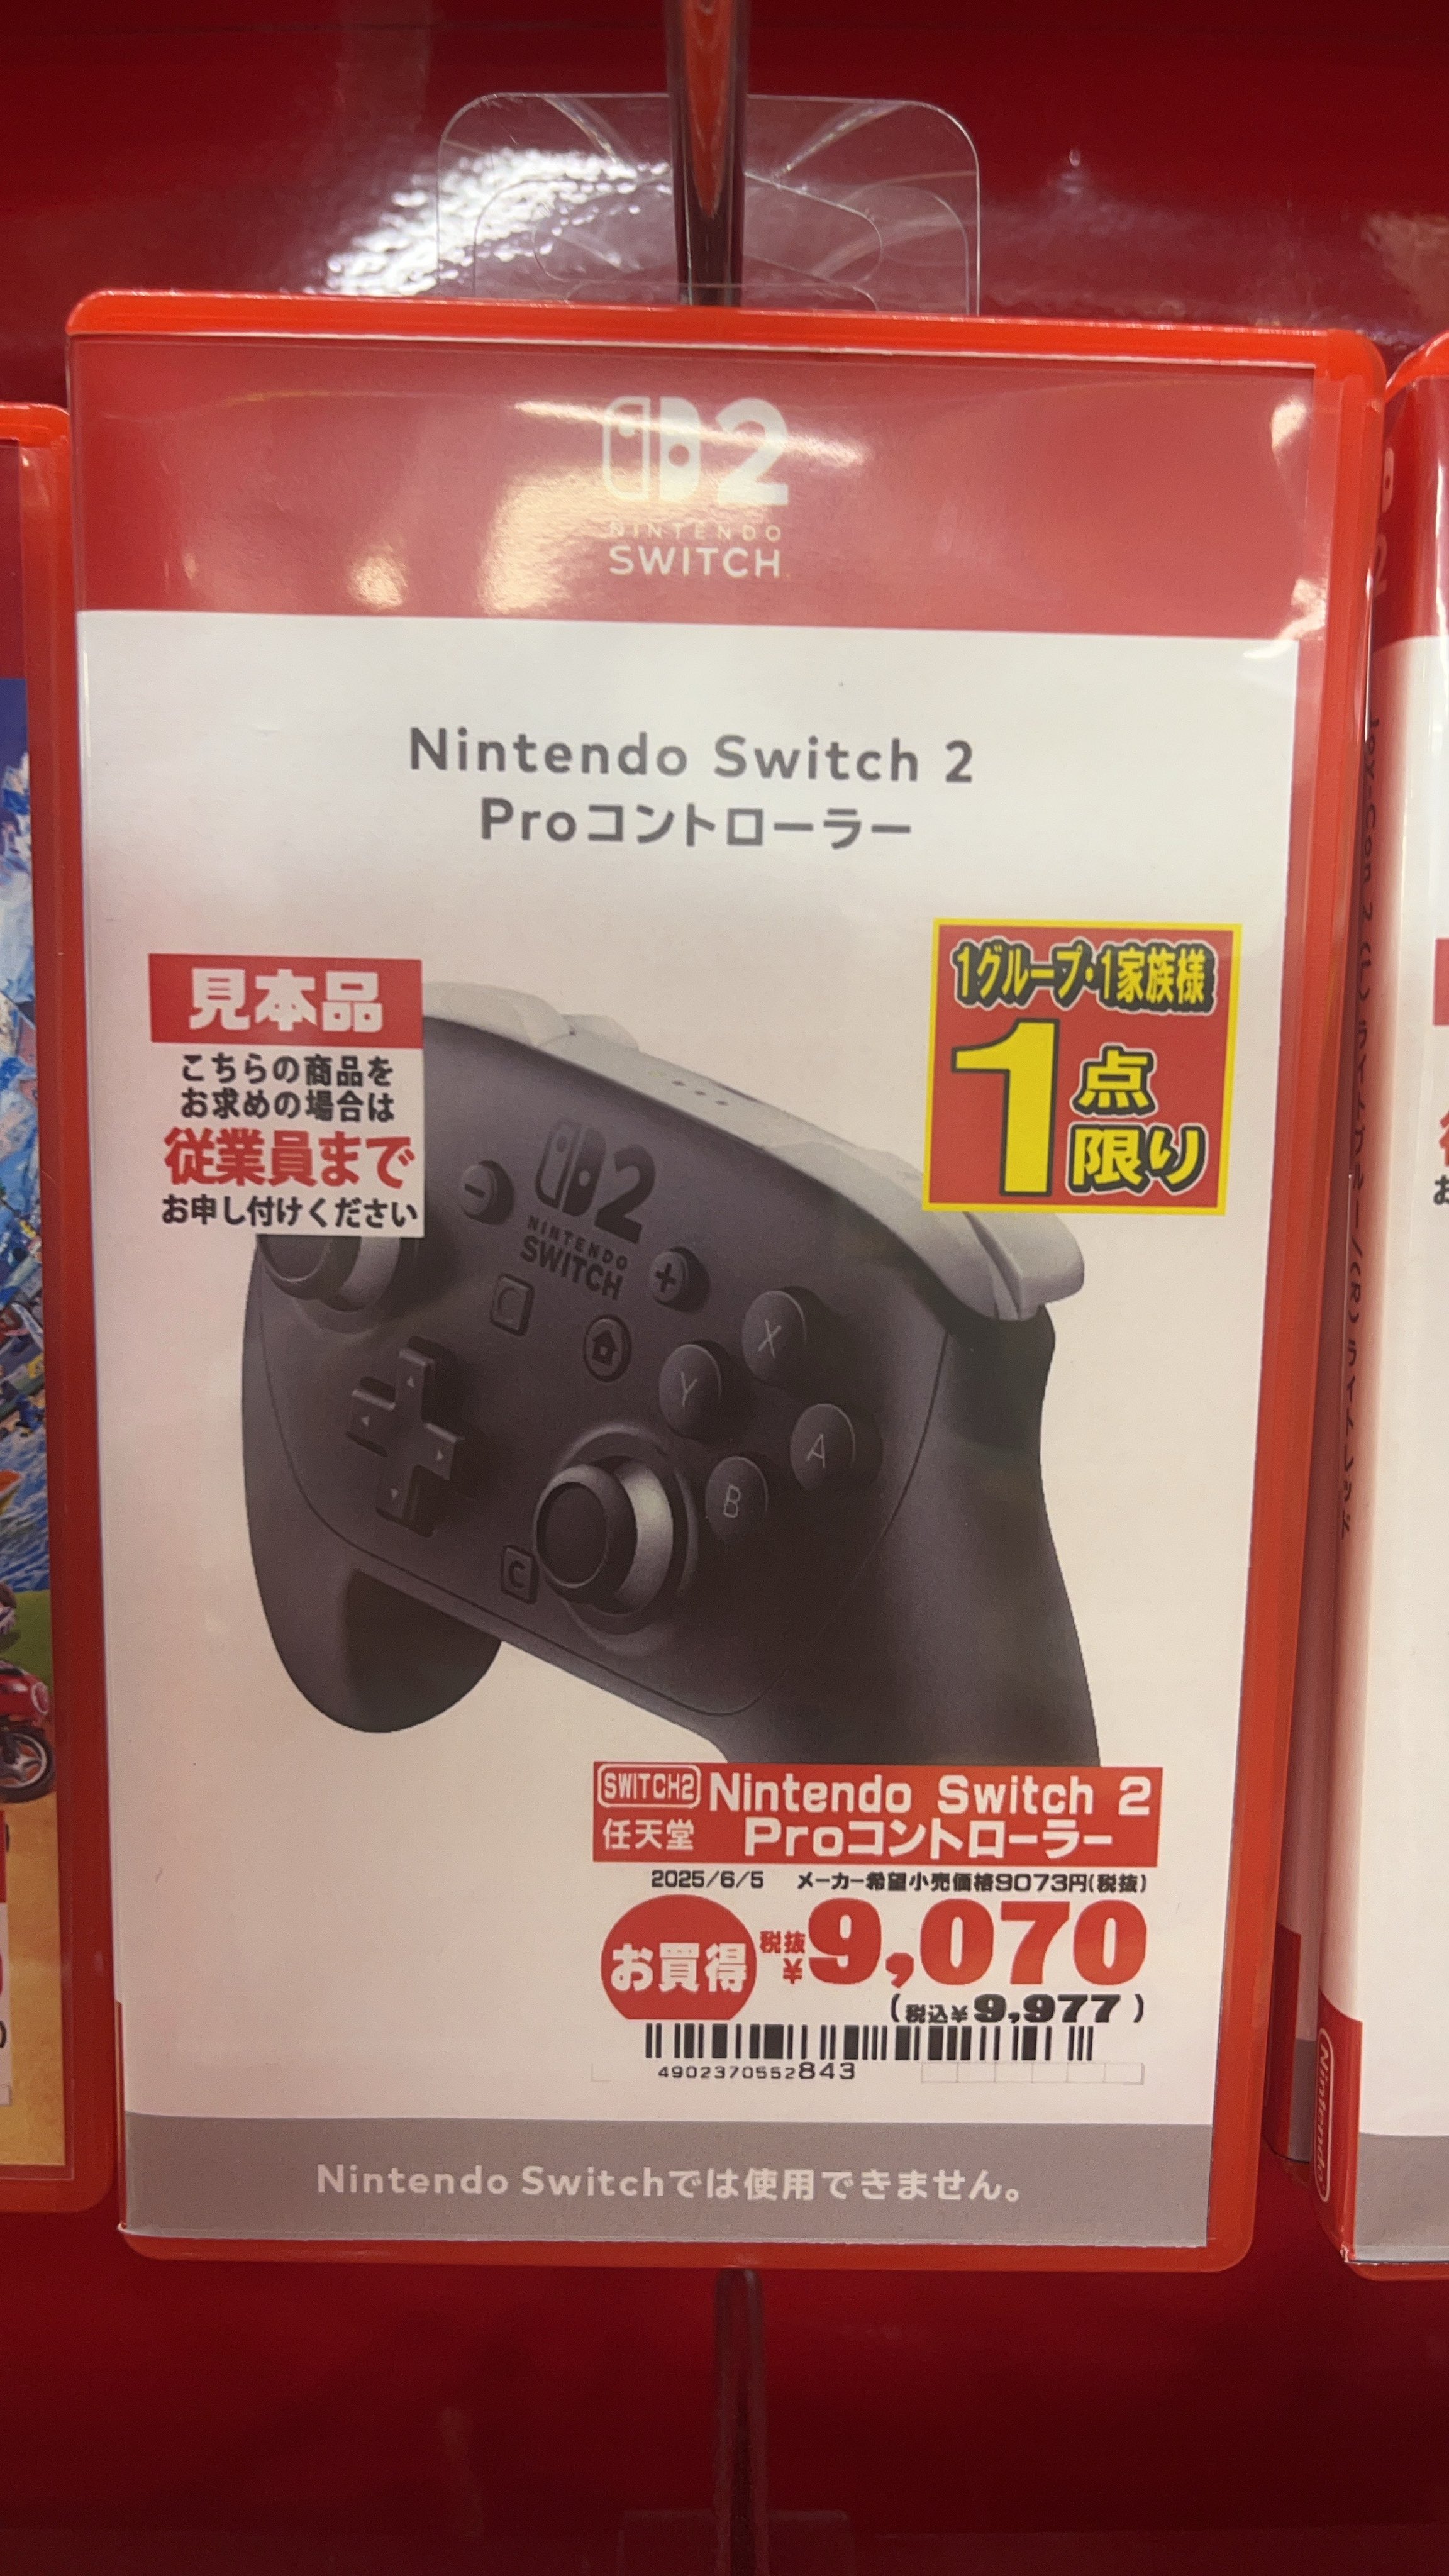 2
NINTENDO
SWITCH
Nintendo Switch 2
Proコントローラー
見本品
こちらの商品を
お求めの場合は
従業員まで
お申し付けください
1グループ・1家族様
1点
限り
2
NINTENDO
SWITCH
C
X
Y
A
B
C
SWITCH2 Nintendo Switch 2
任天堂 Proコントローラー
2025/6/5 メーカー希望小売価格9073円(税抜)
お買得 税抜¥9,070
(税込¥9,977)
4902370552843
Nintendo Switchでは使用できません。
Joy-Con 2 (L)
Nintendo